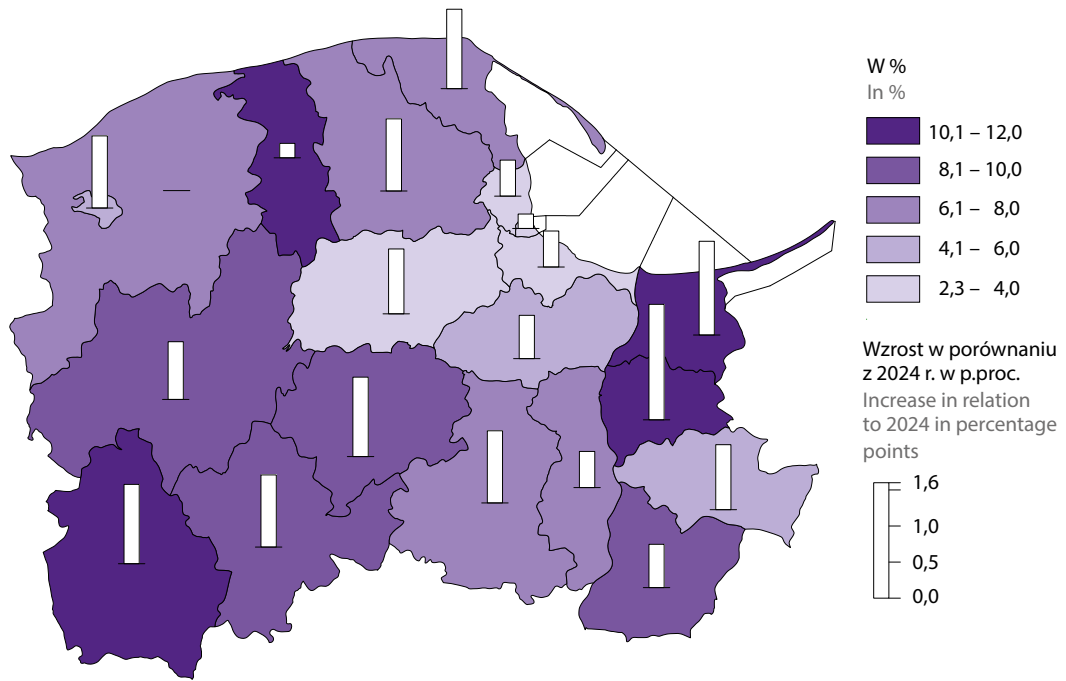 W %
In %
10,1 – 12,0
8,1 – 10,0
6,1 – 8,0
4,1 – 6,0
2,3 – 4,0
Wzrost w porównaniu
z 2024 r. w p.proc.
Increase in relation
to 2024 in percentage
points
1,6
1,0
0,5
0,0